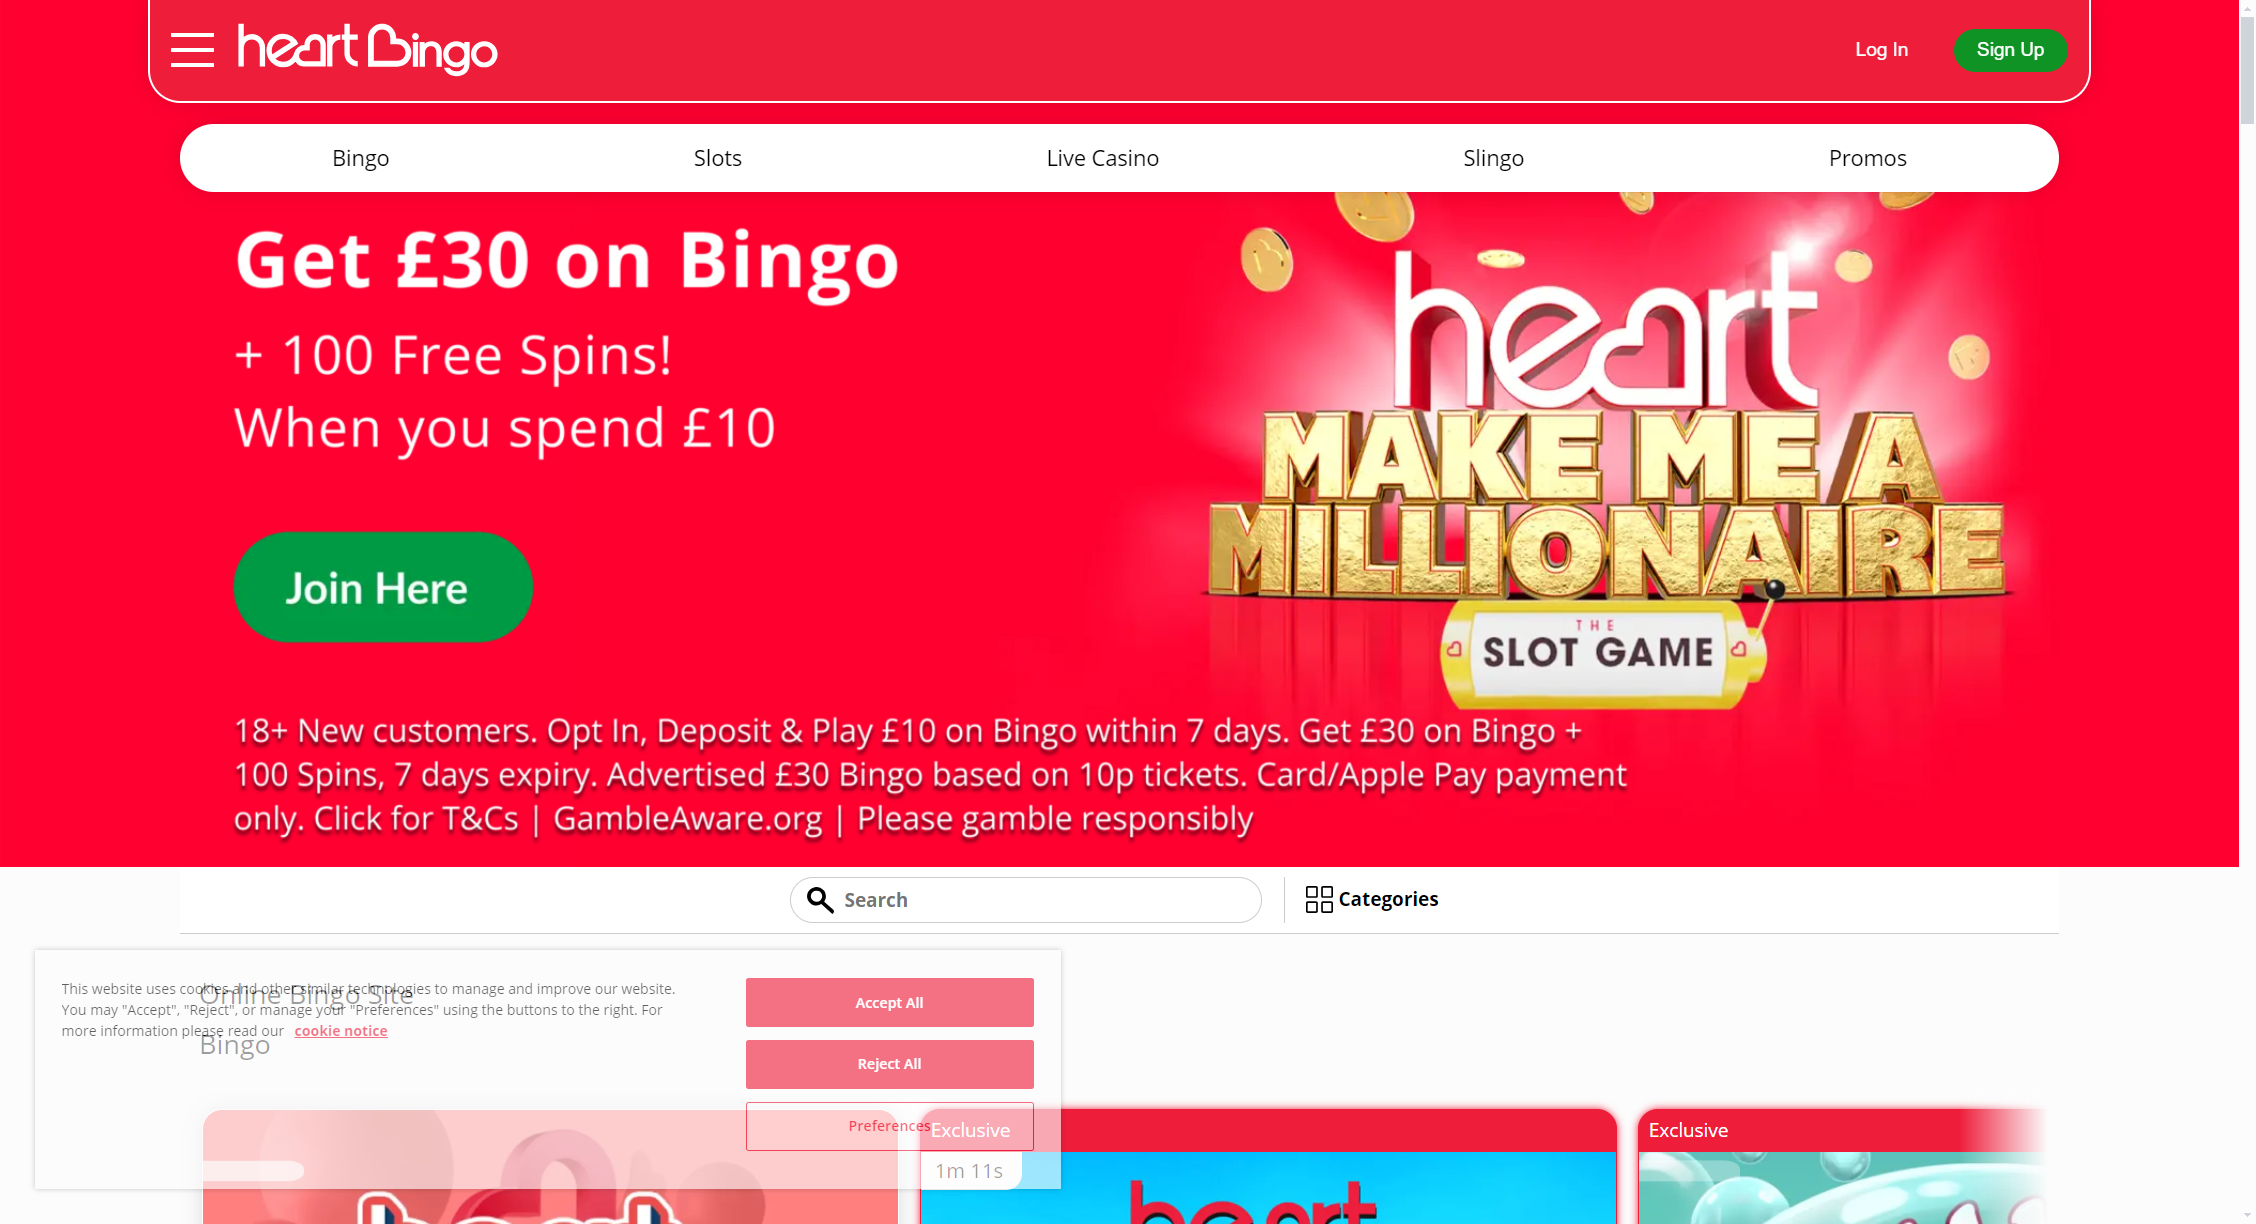 heart Bingo
Log In
Sign Up
Bingo
Slots
Live Casino
Slingo
Promos
Get £30 on Bingo
+ 100 Free Spins!
When you spend £10
Join Here
heart
MAKE ME A
MILLIONAIRE
THE
SLOT GAME
18+ New customers. Opt In, Deposit & Play £10 on Bingo within 7 days. Get £30 on Bingo +
100 Spins, 7 days expiry. Advertised £30 Bingo based on 10p tickets. Card/Apple Pay payment
only. Click for T&Cs | GambleAware.org | Please gamble responsibly
Search
Categories
This website uses cookies and other similar technologies to manage and improve our website.
You may "Accept", "Reject", or manage your "Preferences" using the buttons to the right. For
more information please read our cookie notice
Accept All
Reject All
Preferences
Online Bingo Site
Bingo
Exclusive
1m 11s
heart
Exclusive